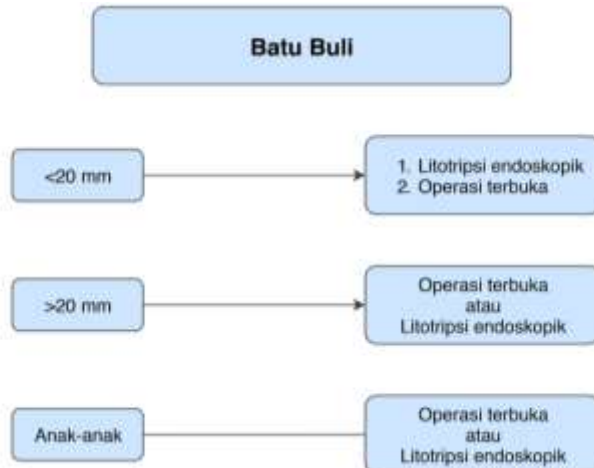 Batu Buli
<20 mm
1. Litotripsi endoskopik
2. Operasi terbuka
>20 mm
Operasi terbuka
atau
Litotripsi endoskopik
Anak-anak
Operasi terbuka
atau
Litotripsi endoskopik